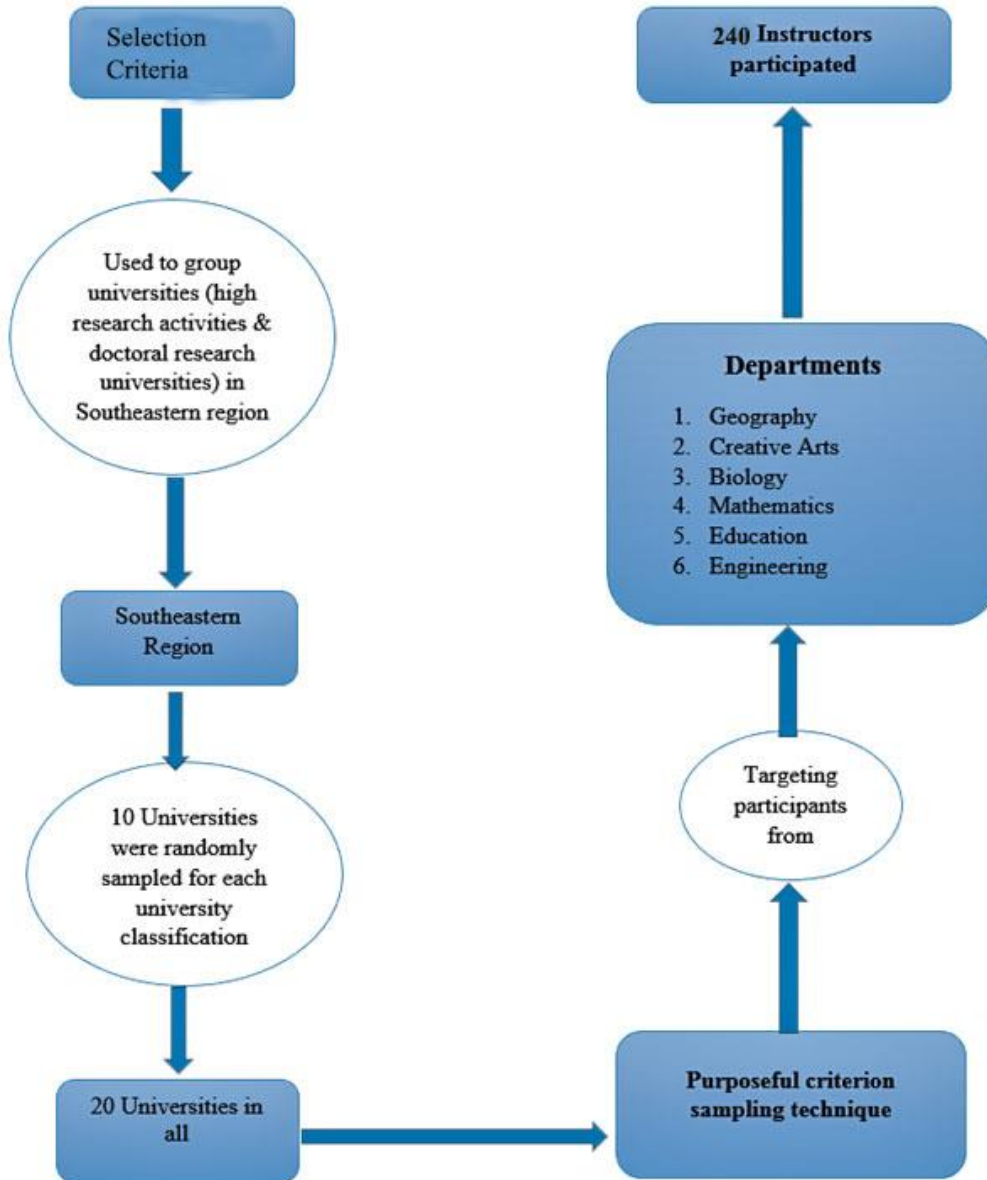 Selection
Criteria
Used to group
universities (high
research activities &
doctoral research
universities) in
Southeastern region
Southeastern
Region
10 Universities
were randomly
sampled for each
university
classification
20 Universities in
all
Purposeful criterion
sampling technique
Targeting
participants
from
Departments
1. Geography
2. Creative Arts
3. Biology
4. Mathematics
5. Education
6. Engineering
240 Instructors
participated